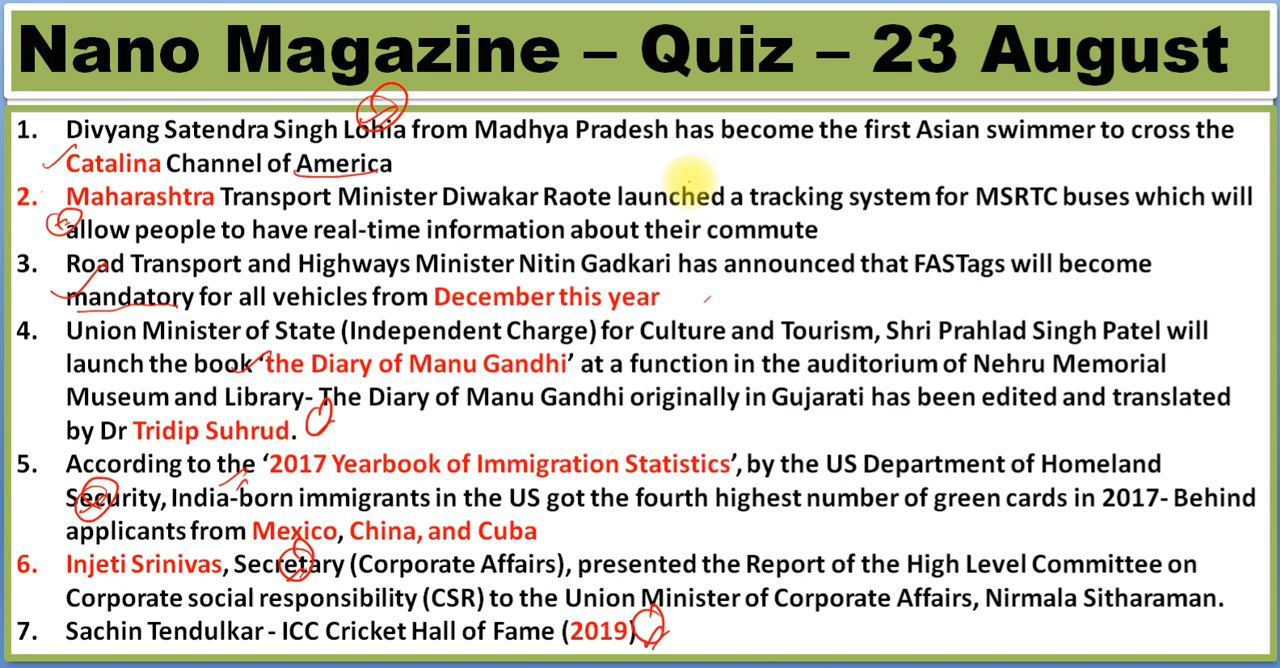 Nano Magazine – Quiz – 23 August
1. Divyang Satendra Singh Lohia from Madhya Pradesh has become the first Asian swimmer to cross the
Catalina Channel of America
2. Maharashtra Transport Minister Diwakar Raote launched a tracking system for MSRTC buses which will
allow people to have real-time information about their commute
3. Road Transport and Highways Minister Nitin Gadkari has announced that FASTags will become
mandatory for all vehicles from December this year
4. Union Minister of State (Independent Charge) for Culture and Tourism, Shri Prahlad Singh Patel will
launch the book ‘the Diary of Manu Gandhi’ at a function in the auditorium of Nehru Memorial
Museum and Library- The Diary of Manu Gandhi originally in Gujarati has been edited and translated
by Dr Tridip Suhrud.
5. According to the ‘2017 Yearbook of Immigration Statistics’, by the US Department of Homeland
Security, India-born immigrants in the US got the fourth highest number of green cards in 2017- Behind
applicants from Mexico, China, and Cuba
6. Injeti Srinivas, Secretary (Corporate Affairs), presented the Report of the High Level Committee on
Corporate social responsibility (CSR) to the Union Minister of Corporate Affairs, Nirmala Sitharaman.
7. Sachin Tendulkar - ICC Cricket Hall of Fame (2019)